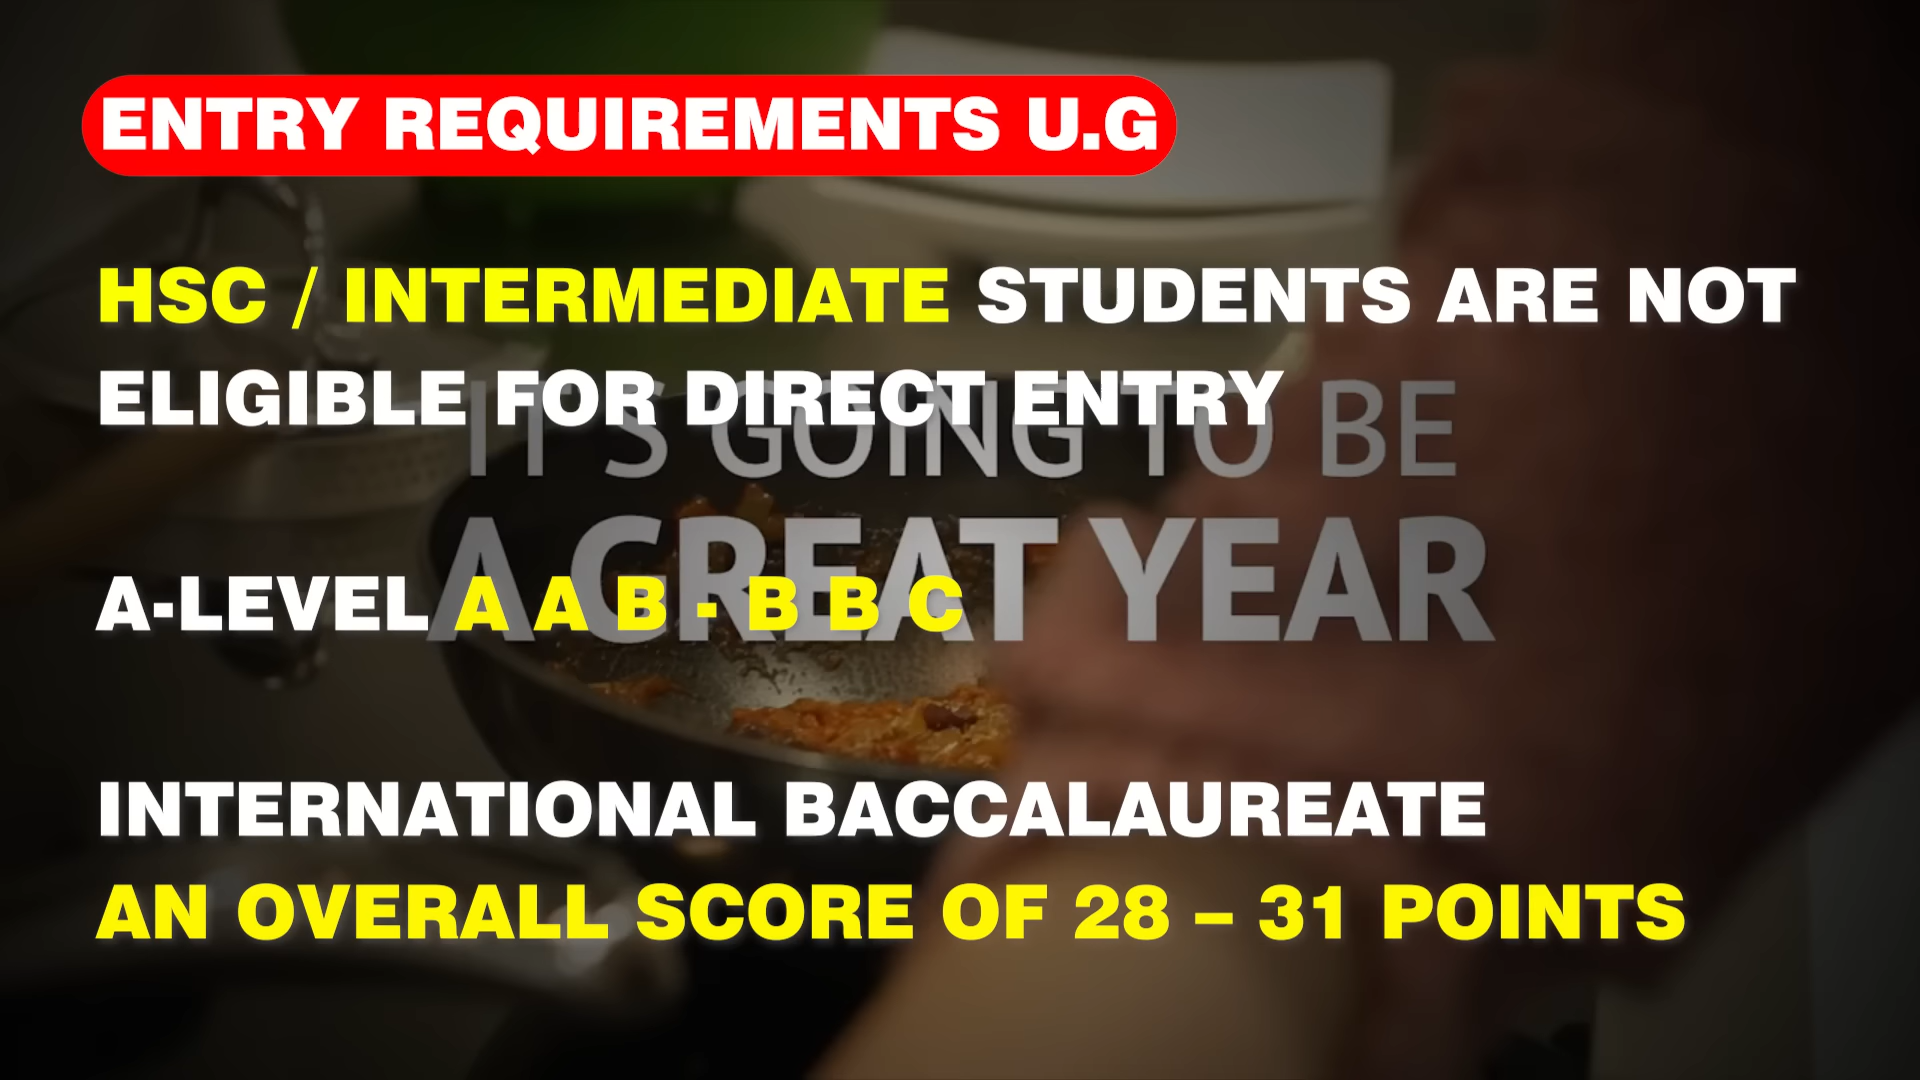 ENTRY REQUIREMENTS U.G
HSC / INTERMEDIATE STUDENTS ARE NOT
ELIGIBLE FOR DIRECT ENTRY
IT'S GOING TO BE
A GREAT YEAR
A-LEVEL A A B - B B C
INTERNATIONAL BACCALAUREATE
AN OVERALL SCORE OF 28 – 31 POINTS